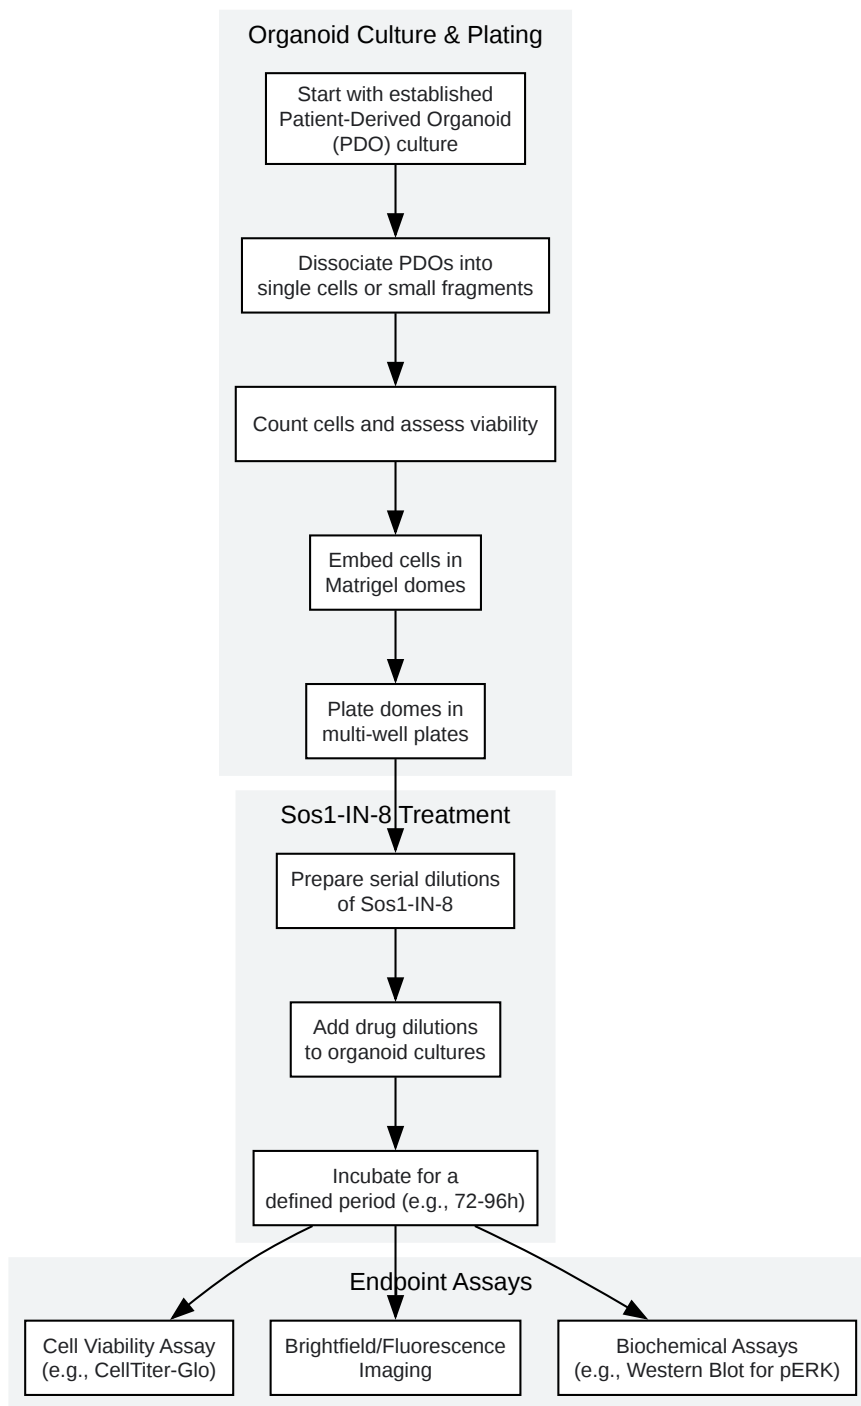 Organoid Culture & Plating
Start with established
Patient-Derived Organoid
(PDO) culture
Dissociate PDOs into
single cells or small fragments
Count cells and assess viability
Embed cells in
Matrigel domes
Plate domes in
multi-well plates
Sos1-IN-8 Treatment
Prepare serial dilutions
of Sos1-IN-8
Add drug dilutions
to organoid cultures
Incubate for a
defined period (e.g., 72-96h)
Endpoint Assays
Cell Viability Assay
(e.g., CellTiter-Glo)
Brightfield/Fluorescence
Imaging
Biochemical Assays
(e.g., Western Blot for pERK)